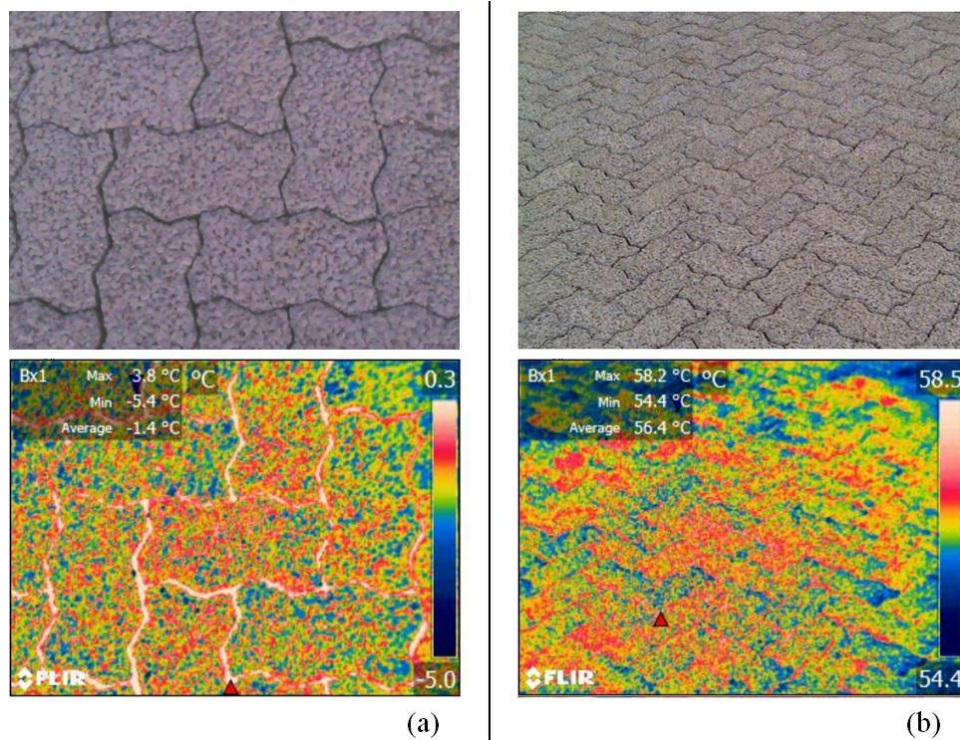 Bx1 Max 3.8 °C °C 0.3
Min -5.4 °C
Average -1.4 °C
FLIR -5.0
Bx1 Max 58.2 °C °C 58.5
Min 54.4 °C
Average 56.4 °C
FLIR 54.4
(a)
(b)